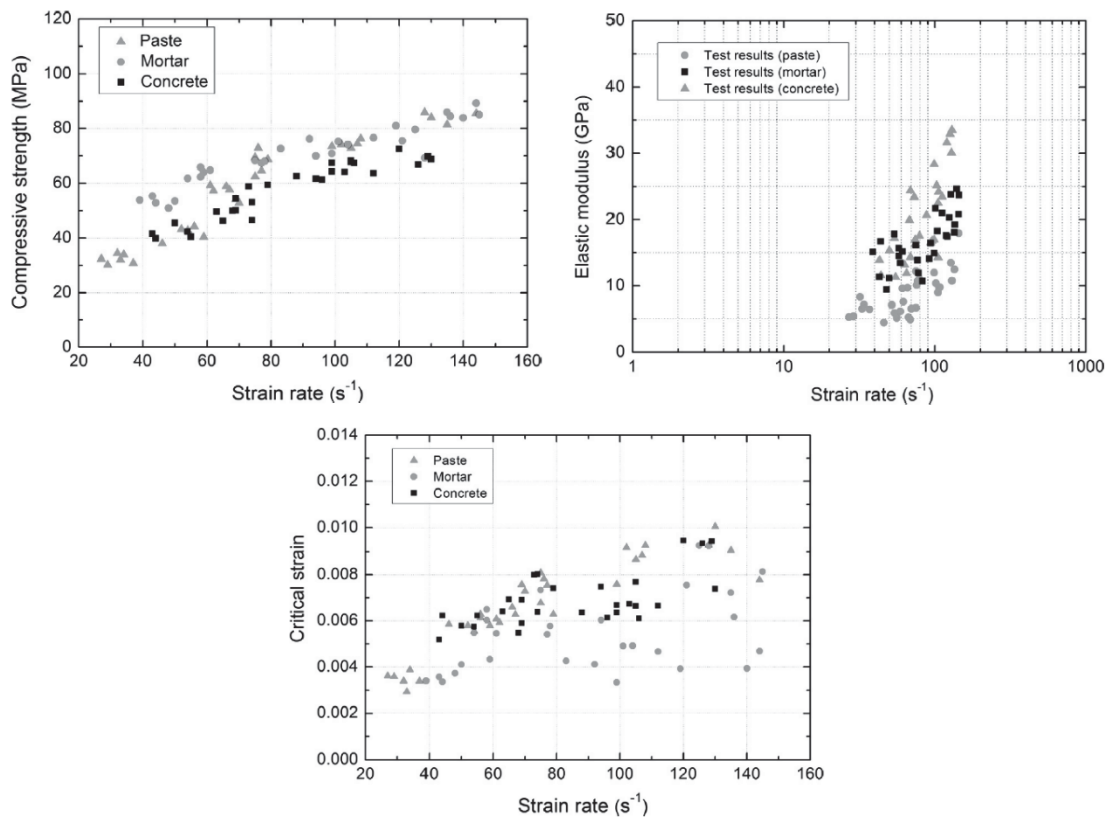 120
100
80
60
40
20
0
Compressive strength (MPa)
Paste
Mortar
Concrete
20 40 60 80 100 120 140 160
Strain rate (s⁻¹)
50
40
30
20
10
0
Elastic modulus (GPa)
Test results (paste)
Test results (mortar)
Test results (concrete)
1 10 100 1000
Strain rate (s⁻¹)
0.014
0.012
0.010
0.008
0.006
0.004
0.002
0.000
Critical strain
Paste
Mortar
Concrete
20 40 60 80 100 120 140 160
Strain rate (s⁻¹)